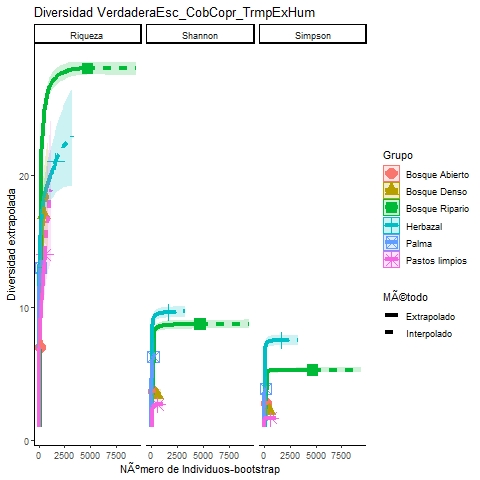 Diversidad VerdaderaEsc_CobCopr_TrmpExHum
Riqueza
Shannon
Simpson
Diversidad extrapolada
20
10
0
0 2500 5000 7500
0 2500 5000 7500
0 2500 5000 7500
NÃºmero de Individuos-bootstrap
Grupo
Bosque Abierto
Bosque Denso
Bosque Ripario
Herbazal
Palma
Pastos limpios
MÃ©todo
Extrapolado
Interpolado